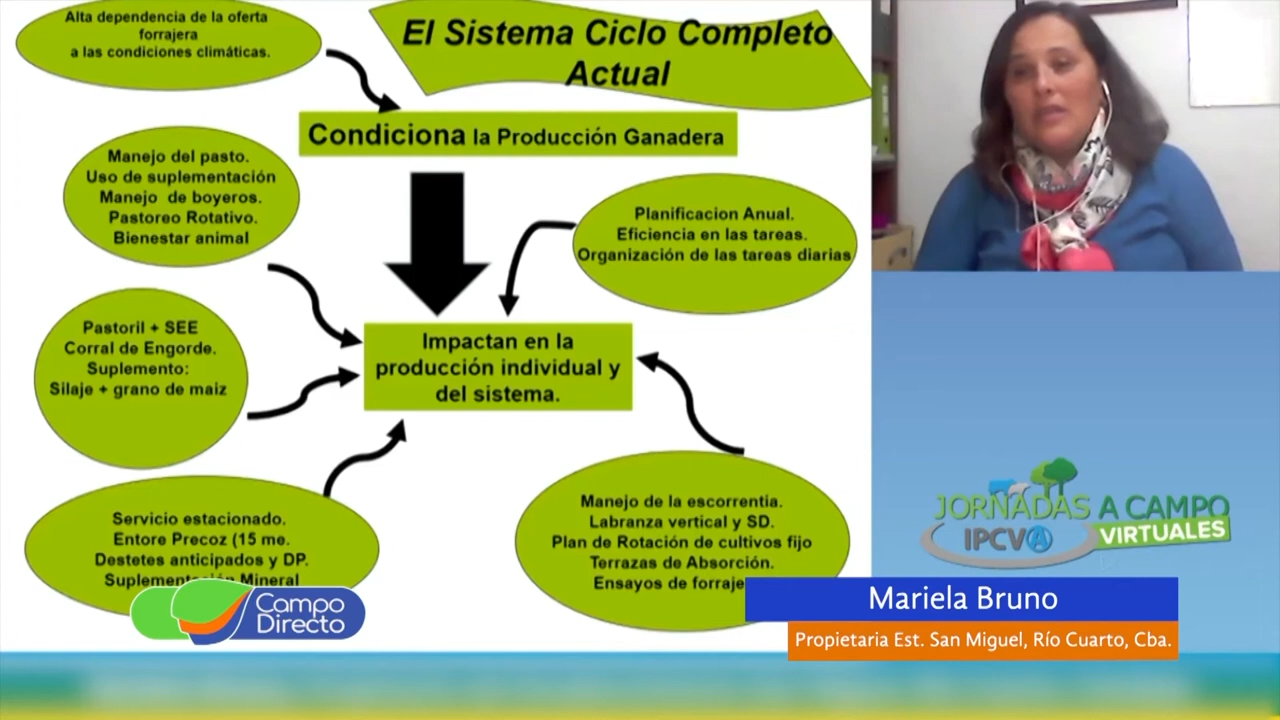 Alta dependencia de la oferta
forrajera
a las condiciones climáticas.
El Sistema Ciclo Completo
Actual
Condiciona la Producción Ganadera
Manejo del pasto.
Uso de suplementación
Manejo de boyeros.
Pastoreo Rotativo.
Bienestar animal
Planificacion Anual.
Eficiencia en las tareas.
Organización de las tareas diarias
Pastoril + SEE
Corral de Engorde.
Suplemento:
Silaje + grano de maiz
Impactan en la
producción individual y
del sistema.
Servicio estacionado.
Entore Precoz (15 me.
Destetes anticipados y DP.
Suplementación Mineral
Manejo de la escorrentia.
Labranza vertical y SD.
Plan de Rotación de cultivos fijo
Terrazas de Absorción.
Ensayos de forraje
JORNADAS A CAMPO
IPCVA VIRTUALES
Campo
Directo
Mariela Bruno
Propietaria Est. San Miguel, Río Cuarto, Cba.